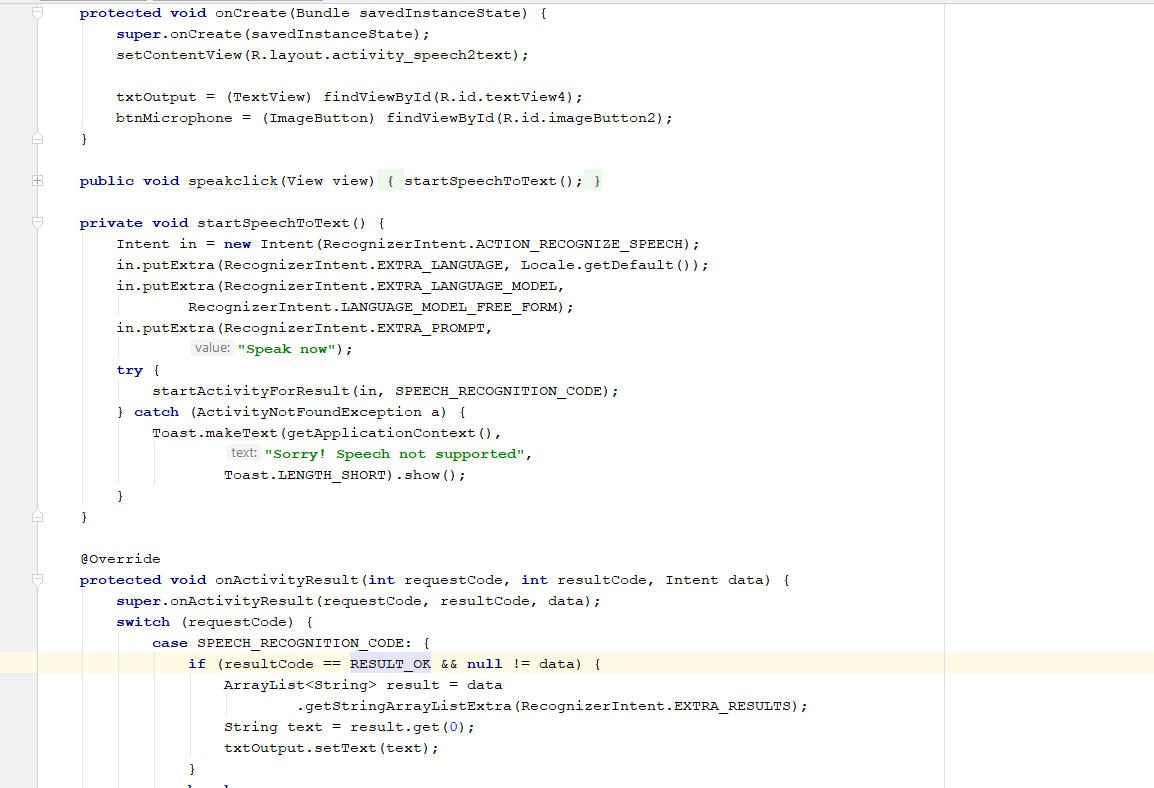 protected void onCreate(Bundle savedInstanceState) {
super.onCreate(savedInstanceState);
setContentView(R.layout.activity_speech2text);
txtOutput = (TextView) findViewById(R.id.textView4);
btnMicrophone = (ImageButton) findViewById(R.id.imageButton2);
}
public void speakclick(View view) { startSpeechToText(); }
private void startSpeechToText() {
Intent in = new Intent(RecognizerIntent.ACTION_RECOGNIZE_SPEECH);
in.putExtra(RecognizerIntent.EXTRA_LANGUAGE, Locale.getDefault());
in.putExtra(RecognizerIntent.EXTRA_LANGUAGE_MODEL,
RecognizerIntent.LANGUAGE_MODEL_FREE_FORM);
in.putExtra(RecognizerIntent.EXTRA_PROMPT,
value: "Speak now");
try {
startActivityForResult(in, SPEECH_RECOGNITION_CODE);
} catch (ActivityNotFoundException a) {
Toast.makeText(getApplicationContext(),
text: "Sorry! Speech not supported",
Toast.LENGTH_SHORT).show();
}
}
@Override
protected void onActivityResult(int requestCode, int resultCode, Intent data) {
super.onActivityResult(requestCode, resultCode, data);
switch (requestCode) {
case SPEECH_RECOGNITION_CODE: {
if (resultCode == RESULT_OK && null != data) {
ArrayList<String> result = data
.getStringArrayListExtra(RecognizerIntent.EXTRA_RESULTS);
String text = result.get(0);
txtOutput.setText(text);
}